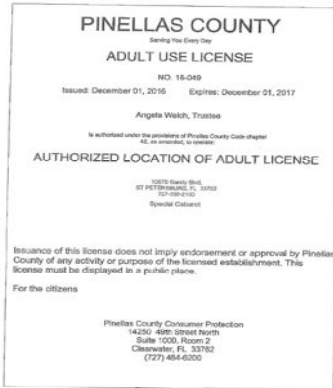 PINELLAS COUNTY
Serving You Every Day
ADULT USE LICENSE
NO: 16-049
Issued: December 01, 2016 Expires: December 01, 2017
Angela Welch, Trustee
is authorized under the provisions of Pinellas County Code chapter
42, as amended, to operate:
AUTHORIZED LOCATION OF ADULT LICENSE
Gandy Blvd,
ST PETERSBURG, FL 33702
Special Cabaret
Issuance of this license does not imply endorsement or approval by Pinellas
County of any activity or purpose of the licensed establishment. This
license must be displayed in a public place.
For the citizens
Pinellas County Consumer Protection
14250 49th Street North
Suite 1000, Room 2
Clearwater, FL 33762
(727) 464-6200